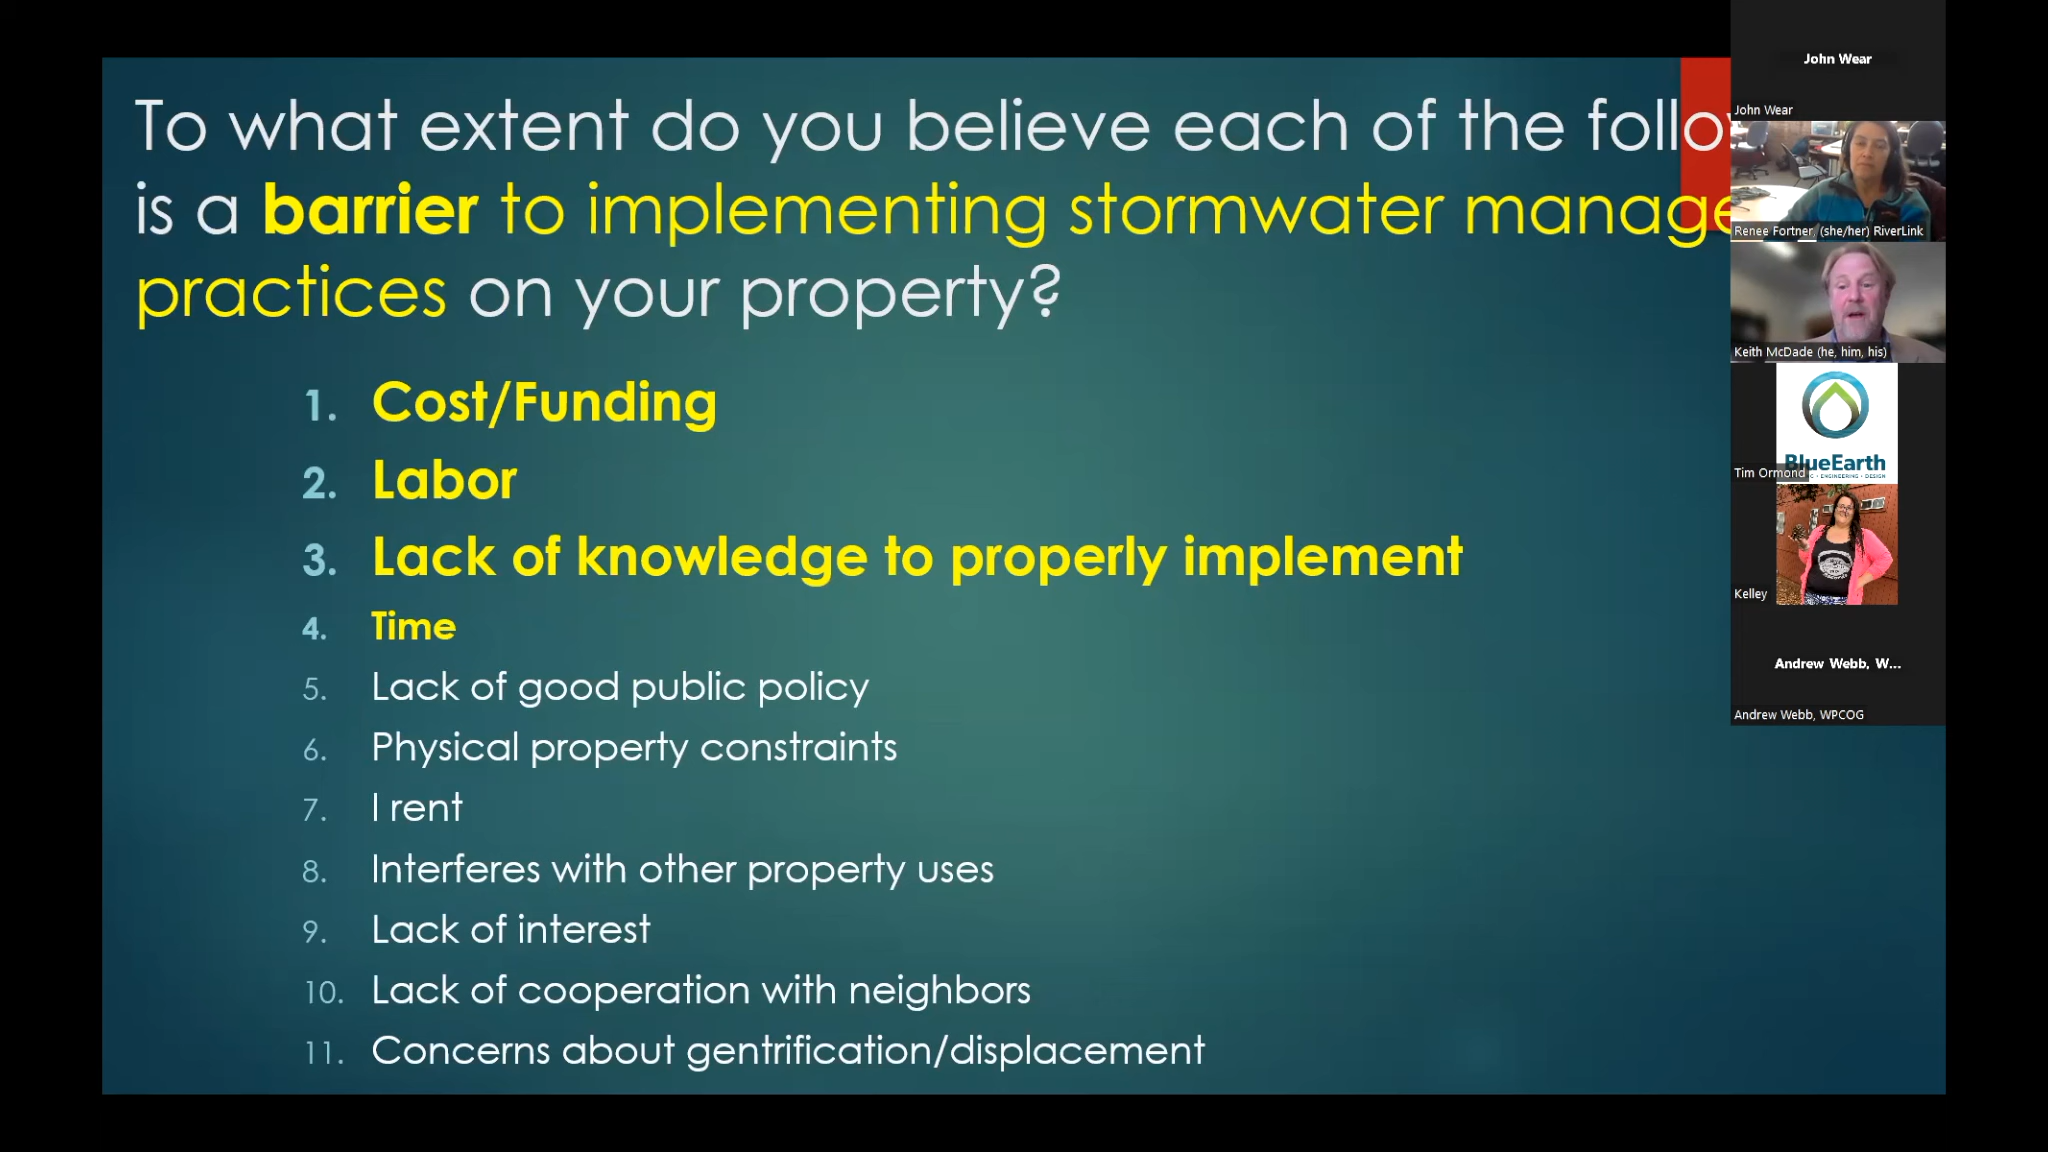 To what extent do you believe each of the follo
is a barrier to implementing stormwater manage
practices on your property?
1. Cost/Funding
2. Labor
3. Lack of knowledge to properly implement
4. Time
5. Lack of good public policy
6. Physical property constraints
7. I rent
8. Interferes with other property uses
9. Lack of interest
10. Lack of cooperation with neighbors
11. Concerns about gentrification/displacement
John Wear
John Wear
Renee Fortner, (she/her) RiverLink
Keith McDade (he, him, his)
BlueEarth
ENGINEERING • DESIGN
Tim Ormond
Kelley
Andrew Webb, W...
Andrew Webb, WPCOG